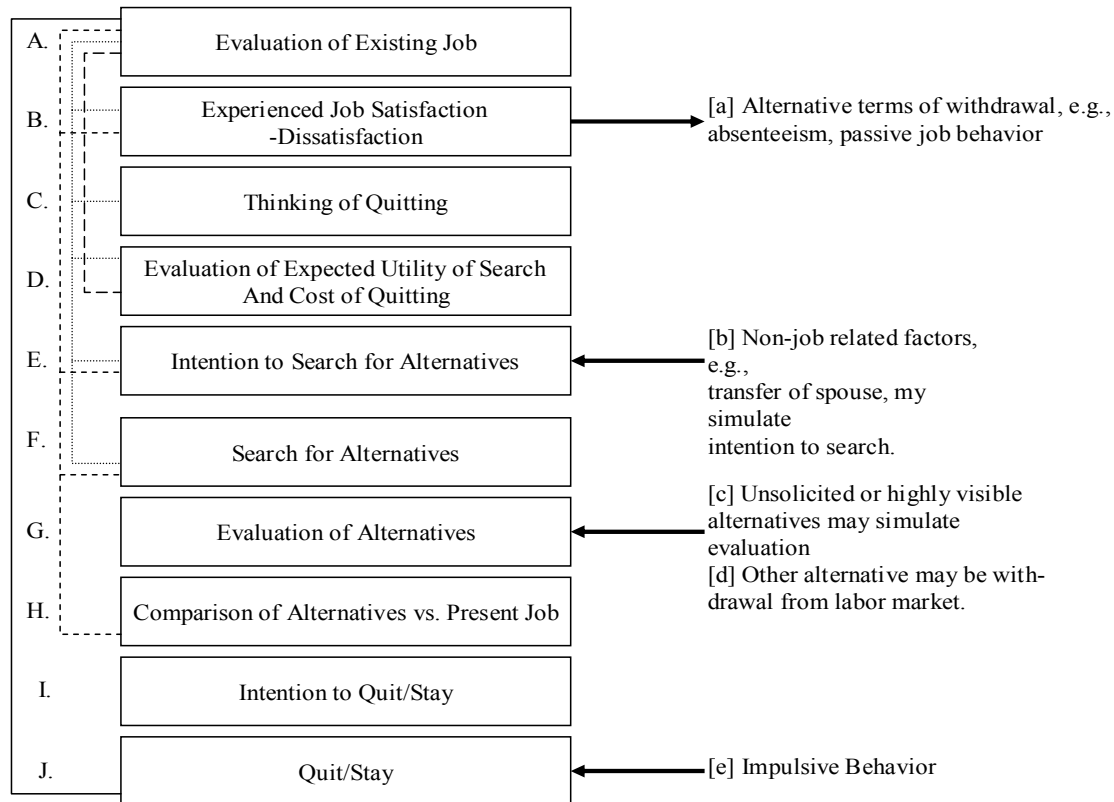 A.
Evaluation of Existing Job
B.
Experienced Job Satisfaction
-Dissatisfaction
[a] Alternative terms of withdrawal, e.g.,
absenteeism, passive job behavior
C.
Thinking of Quitting
D.
Evaluation of Expected Utility of Search
And Cost of Quitting
E.
Intention to Search for Alternatives
[b] Non-job related factors,
e.g.,
transfer of spouse, my
simulate
intention to search.
F.
Search for Alternatives
G.
Evaluation of Alternatives
[c] Unsolicited or highly visible
alternatives may simulate
evaluation
[d] Other alternative may be with-
drawal from labor market.
H.
Comparison of Alternatives vs. Present Job
I.
Intention to Quit/Stay
J.
Quit/Stay
[e] Impulsive Behavior